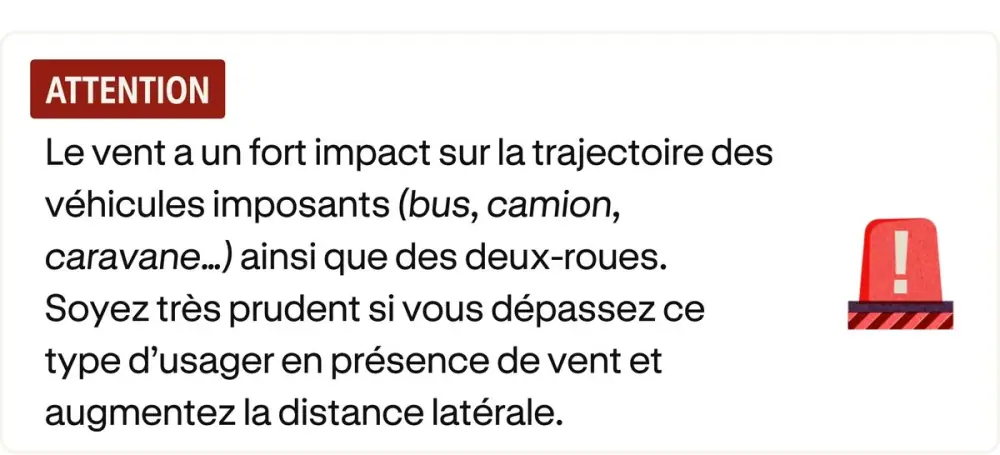 ATTENTION
Le vent a un fort impact sur la trajectoire des
véhicules imposants (bus, camion,
caravane...) ainsi que des deux-roues.
Soyez très prudent si vous dépassez ce
type d’usager en présence de vent et
augmentez la distance latérale.
!